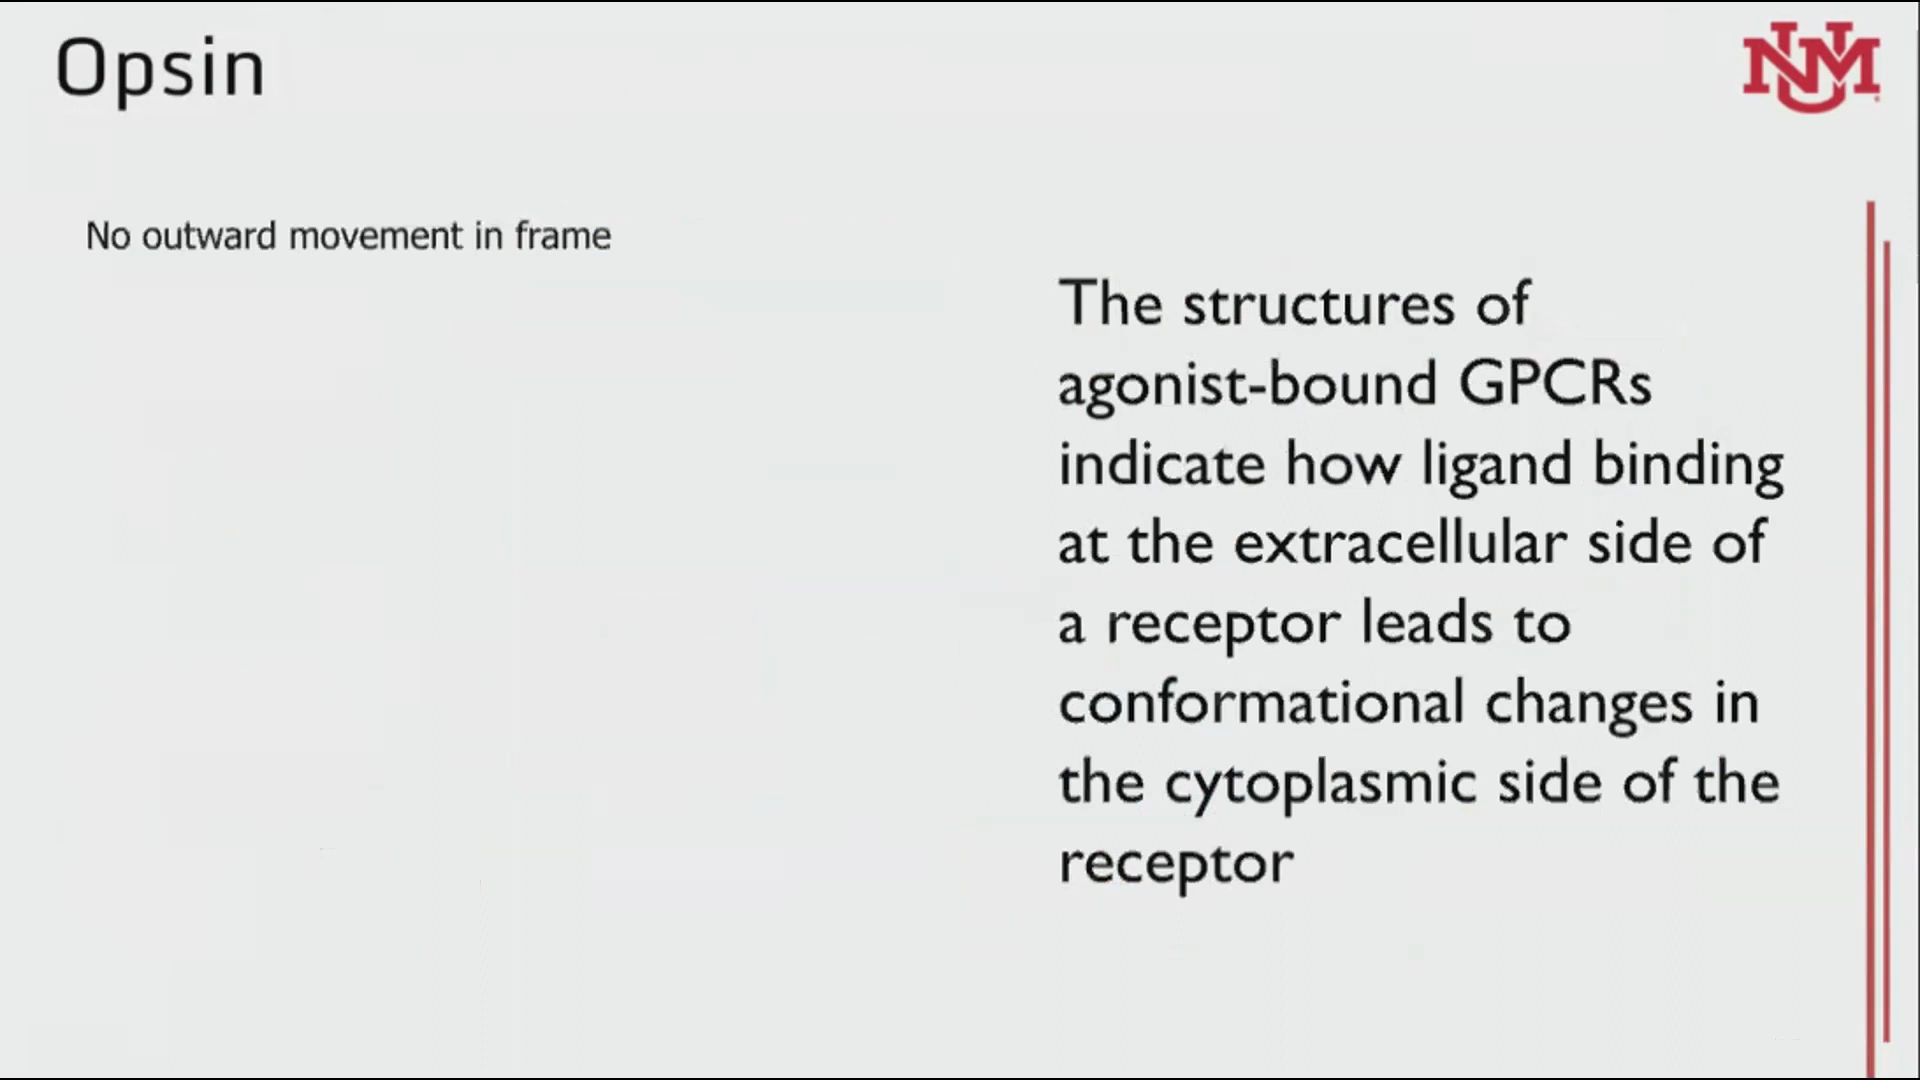 Opsin
UNM
No outward movement in frame
The structures of
agonist-bound GPCRs
indicate how ligand binding
at the extracellular side of
a receptor leads to
conformational changes in
the cytoplasmic side of the
receptor